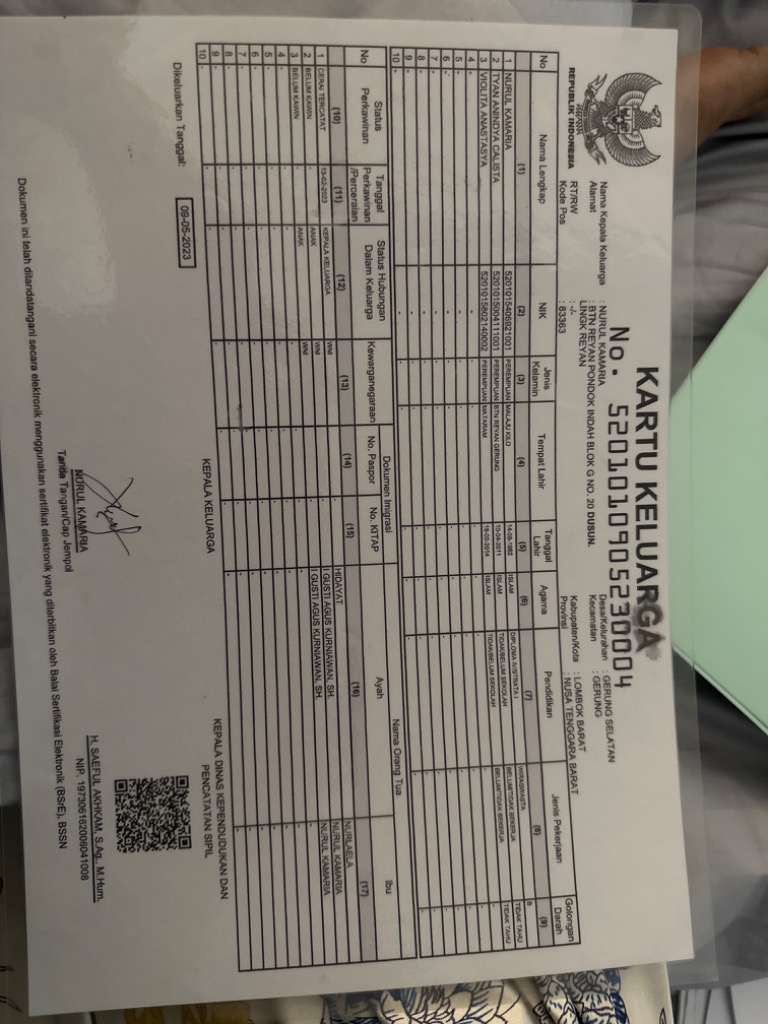 KARTU KELUARGA
No. 5201010905230004
REPUBLIK INDONESIA
Nama Kepala Keluarga : NURUL KAMARIA
Alamat : BTN REYAN PONDOK INDAH BLOK G NO. 20 DUSUN.
LINGK REYAN
RT/RW : -/-
Kode Pos : 83363
Desa/Kelurahan : GERUNG SELATAN
Kecamatan : GERUNG
Kabupaten/Kota : LOMBOK BARAT
Provinsi : NUSA TENGGARA BARAT
No Nama Lengkap NIK Jenis Kelamin Tempat Lahir Tanggal Lahir Agama Pendidikan Jenis Pekerjaan Golongan Darah
(1) (2) (3) (4) (5) (6) (7) (8) (9)
1 NURUL KAMARIA 5201015406921001 PEREMPUAN MALAJU KILO 14-06-1992 ISLAM DIPLOMA IV/STRATA I WIRASWASTA B
2 TYAN ANINDYA CALISTA 5201015004111001 PEREMPUAN BTN REYAN GERUNG 10-04-2011 ISLAM TIDAK/BELUM SEKOLAH BELUM/TIDAK BEKERJA TIDAK TAHU
3 VIOLITA ANASTASYA 5201015802140002 PEREMPUAN MATARAM 18-02-2014 ISLAM TIDAK/BELUM SEKOLAH BELUM/TIDAK BEKERJA TIDAK TAHU
4 - - - - - - - - -
5 - - - - - - - - -
6 - - - - - - - - -
7 - - - - - - - - -
8 - - - - - - - - -
9 - - - - - - - - -
10 - - - - - - - - -
No Status Perkawinan Tanggal Perkawinan /Perceraian Status Hubungan Dalam Keluarga Kewarganegaraan Dokumen Imigrasi Nama Orang Tua
No. Paspor No. KITAP Ayah Ibu
(10) (11) (12) (13) (14) (15) (16) (17)
1 CERAI TERCATAT 13-02-2023 KEPALA KELUARGA WNI - - HIDAYAT NURLAELA
2 BELUM KAWIN - ANAK WNI - - I GUSTI AGUS KURNIAWAN, SH. NURUL KAMARIA
3 BELUM KAWIN - ANAK WNI - - I GUSTI AGUS KURNIAWAN, SH NURUL KAMARIA
4 - - - - - - - -
5 - - - - - - - -
6 - - - - - - - -
7 - - - - - - - -
8 - - - - - - - -
9 - - - - - - - -
10 - - - - - - - -
Dikeluarkan Tanggal: 09-05-2023
KEPALA KELUARGA
NURUL KAMARIA
Tanda Tangan/Cap Jempol
KEPALA DINAS KEPENDUDUKAN DAN
PENCATATAN SIPIL
H. SAEFUL AKHKAM, S.Ag., M.Hum.
NIP. 197306162006041008
Dokumen ini telah ditandatangani secara elektronik menggunakan sertifikat elektronik yang diterbitkan oleh Balai Sertifikasi Elektronik (BSrE), BSSN